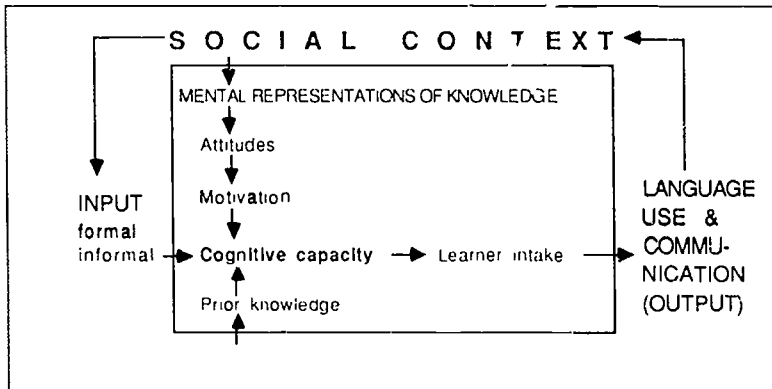 SOCIAL CONTEXT
MENTAL REPRESENTATIONS OF KNOWLEDGE
Attitudes
Motivation
INPUT
formal
informal
Cognitive capacity
Learner intake
Prior knowledge
LANGUAGE
USE &
COMMU-
NICATION
(OUTPUT)